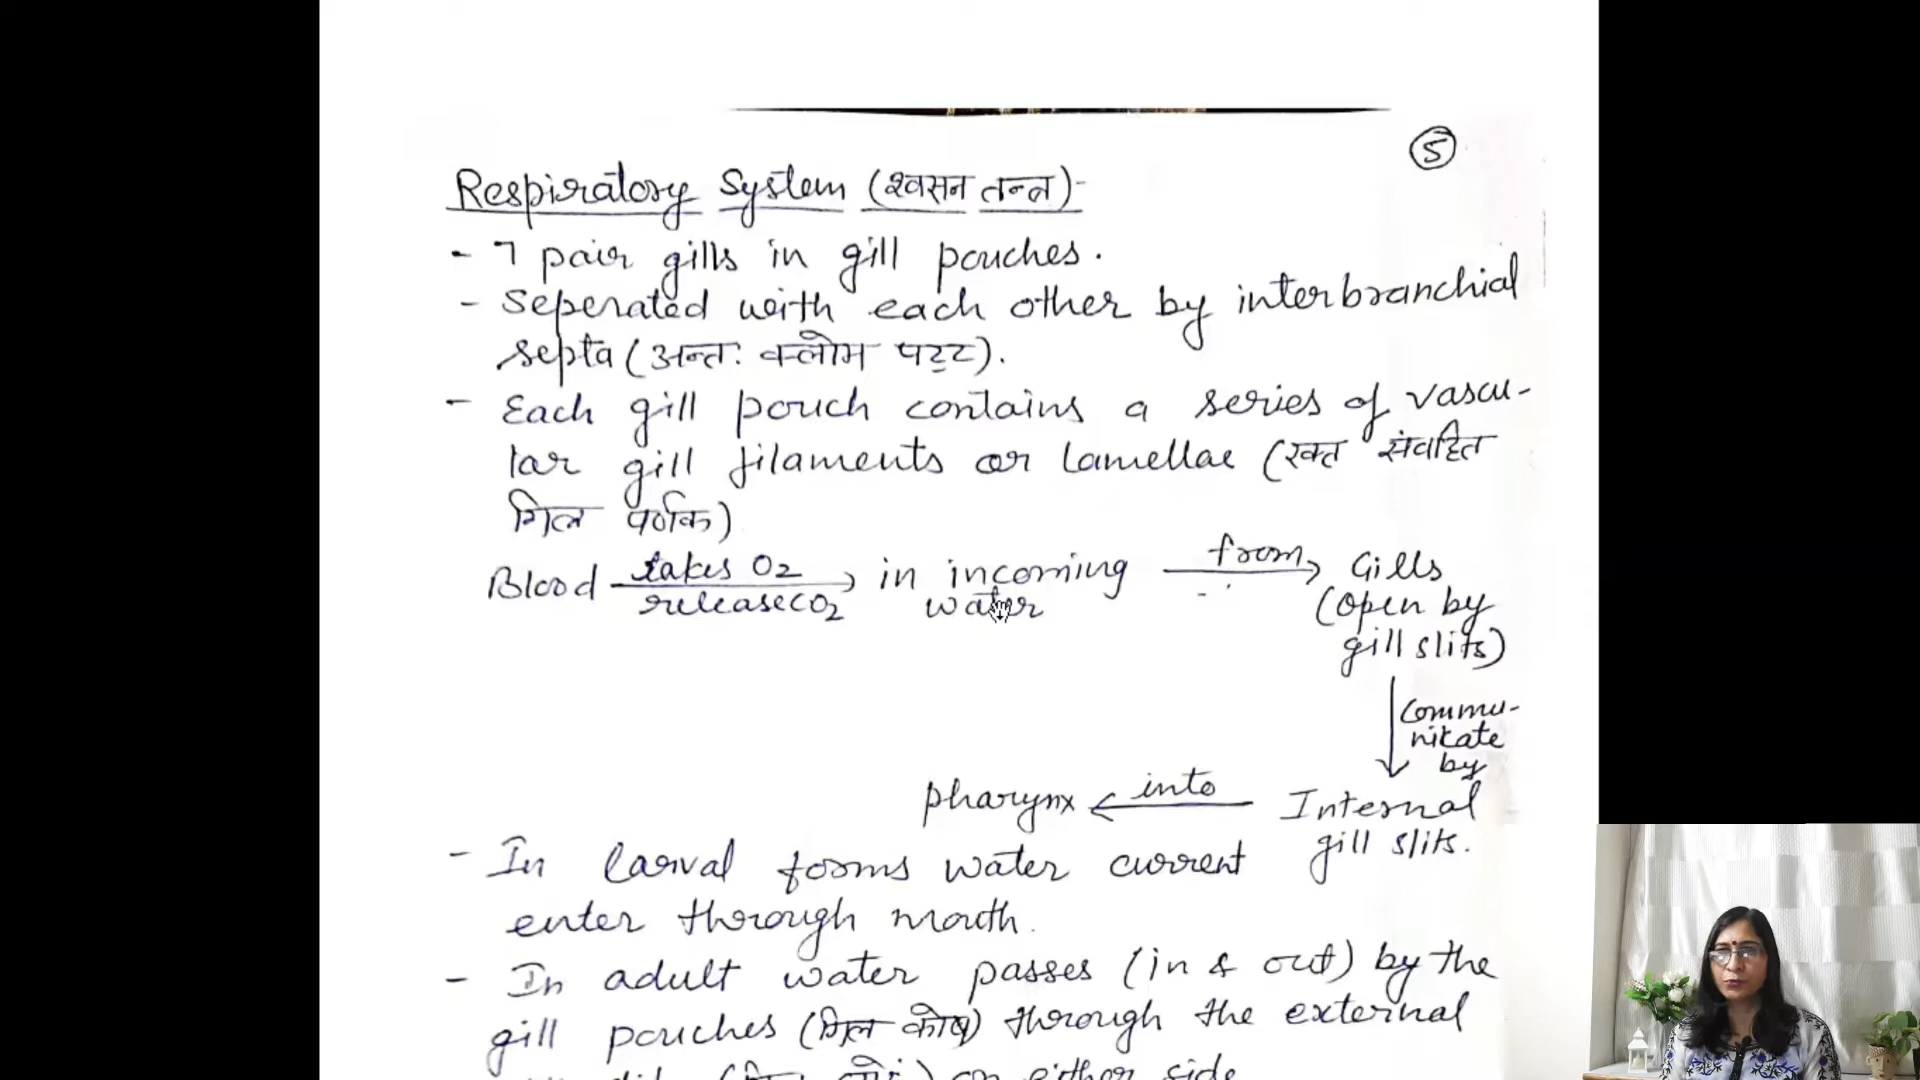 5
Respiratory System (श्वसन तन्त्र)-
- 7 pair gills in gill pouches.
- Seperated with each other by interbranchial
septa (अन्तः क्लोम पट्ट).
- Each gill pouch contains a series of vascu-
lar gill filaments or lamellae (रक्त संवहित
गिल पर्णक)
Blood takes O2 in incoming from Gills
release CO2 water (open by
gill slits)
Commu-
nicate
by
Pharynx into Internal
gill slits.
- In larval forms water current
enter through mouth.
- In adult water passes (in & out) by the
gill pouches (गिल कोष) through the external
on either side